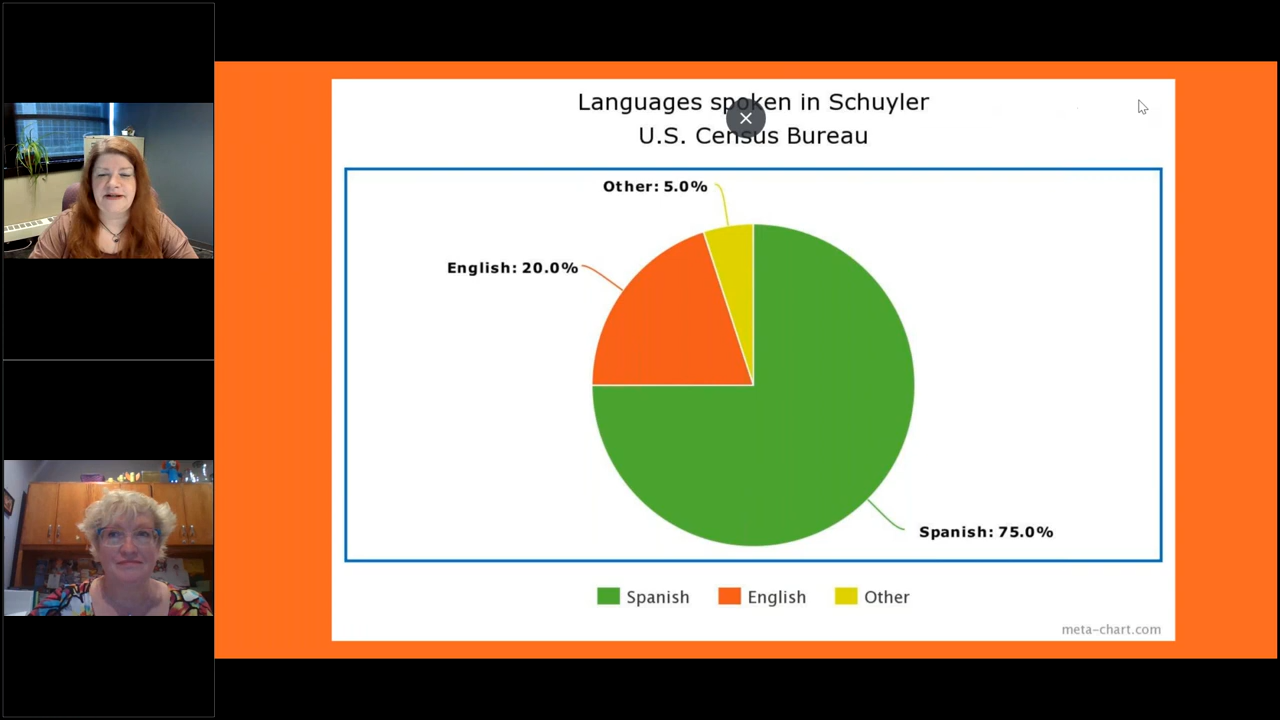 Languages spoken in Schuyler
U.S. Census Bureau
Other: 5.0%
English: 20.0%
Spanish: 75.0%
Spanish
English
Other
meta-chart.com